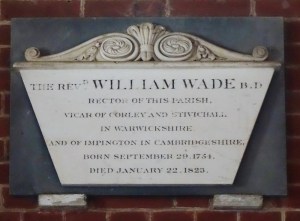 THE REVD WILLIAM WADE B.D.
RECTOR OF THIS PARISH,
VICAR OF CORLEY AND STIVICHALL
IN WARWICKSHIRE
AND OF IMPINGTON IN CAMBRIDGESHIRE,
BORN SEPTEMBER 29. 1754.
DIED JANUARY 22. 1823.